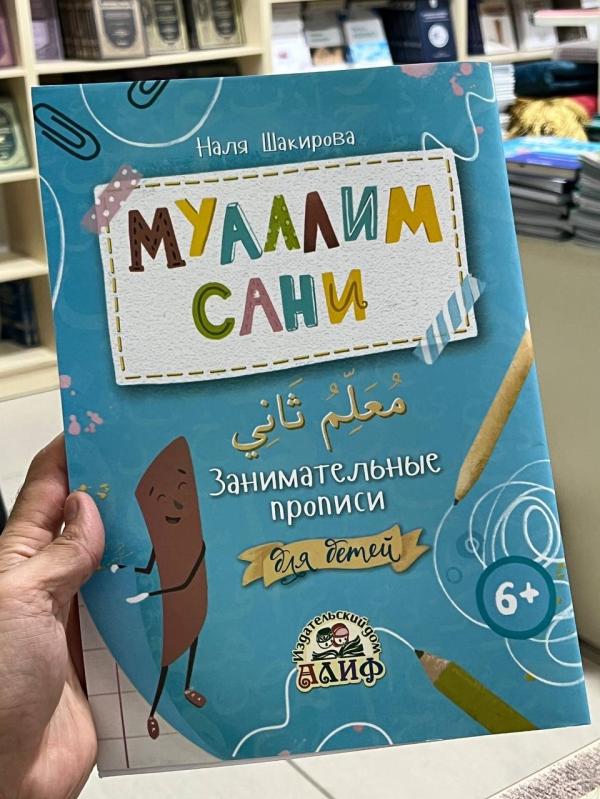 Наля Шакирова
МУАЛЛИМ
САНИ
مُعَلِّمُ ثَانِي
Занимательные
прописи
для детей
6+
Издательский дом
АЛИФ